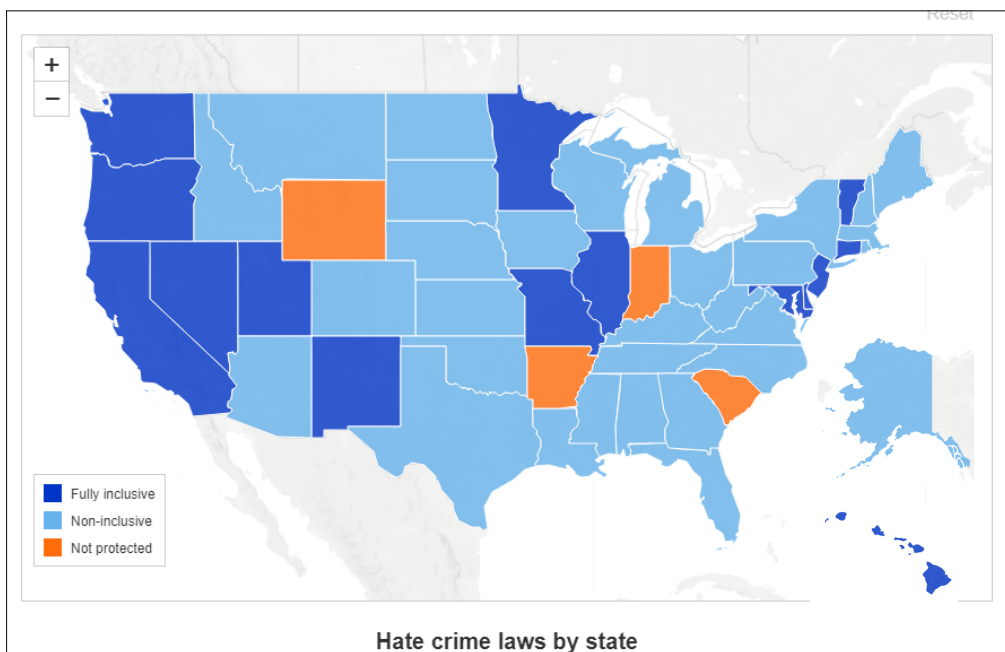 Reset
+
−
Fully inclusive
Non-inclusive
Not protected
Hate crime laws by state